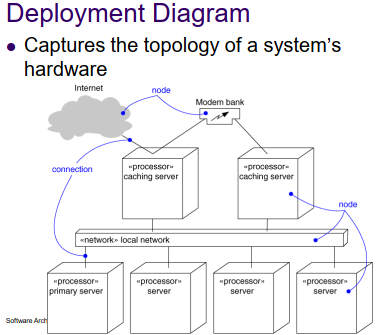 Deployment Diagram
Captures the topology of a system's
hardware
Internet
node
Modem bank
«processor»
caching server
«processor»
caching server
connection
node
«network» local network
«processor»
primary server
«processor»
server
«processor»
server
«processor»
server
Software Arch